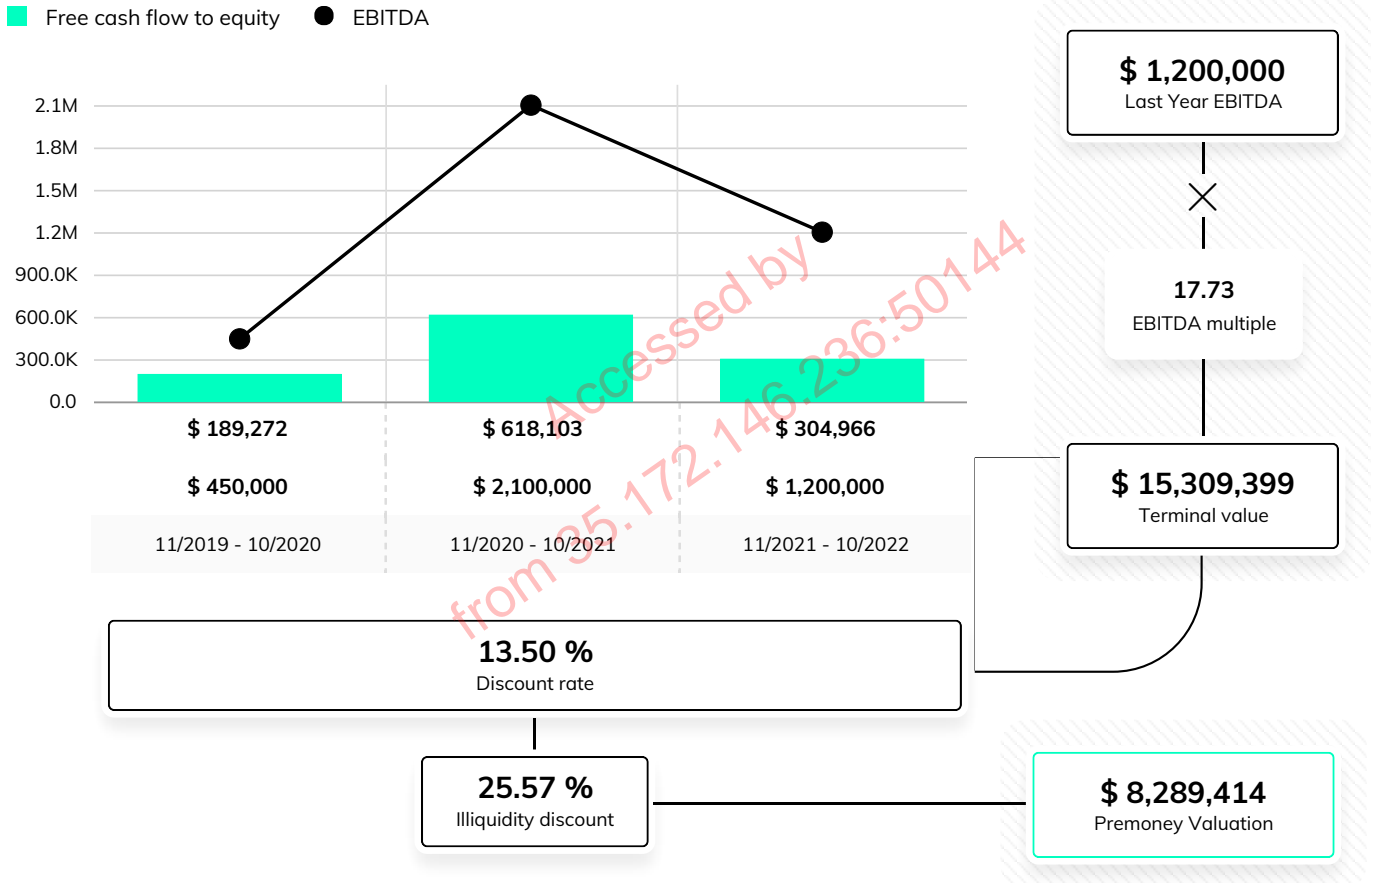 Free cash flow to equity EBITDA
2.1M
1.8M
1.5M
1.2M
900.0K
600.0K
300.0K
0.0
$ 189,272 $ 618,103 $ 304,966
$ 450,000 $ 2,100,000 $ 1,200,000
11/2019 - 10/2020 11/2020 - 10/2021 11/2021 - 10/2022
13.50 %
Discount rate
25.57 %
Illiquidity discount
$ 1,200,000
Last Year EBITDA
17.73
EBITDA multiple
$ 15,309,399
Terminal value
$ 8,289,414
Premoney Valuation
Accessed by
from 35.172.146.236:50144